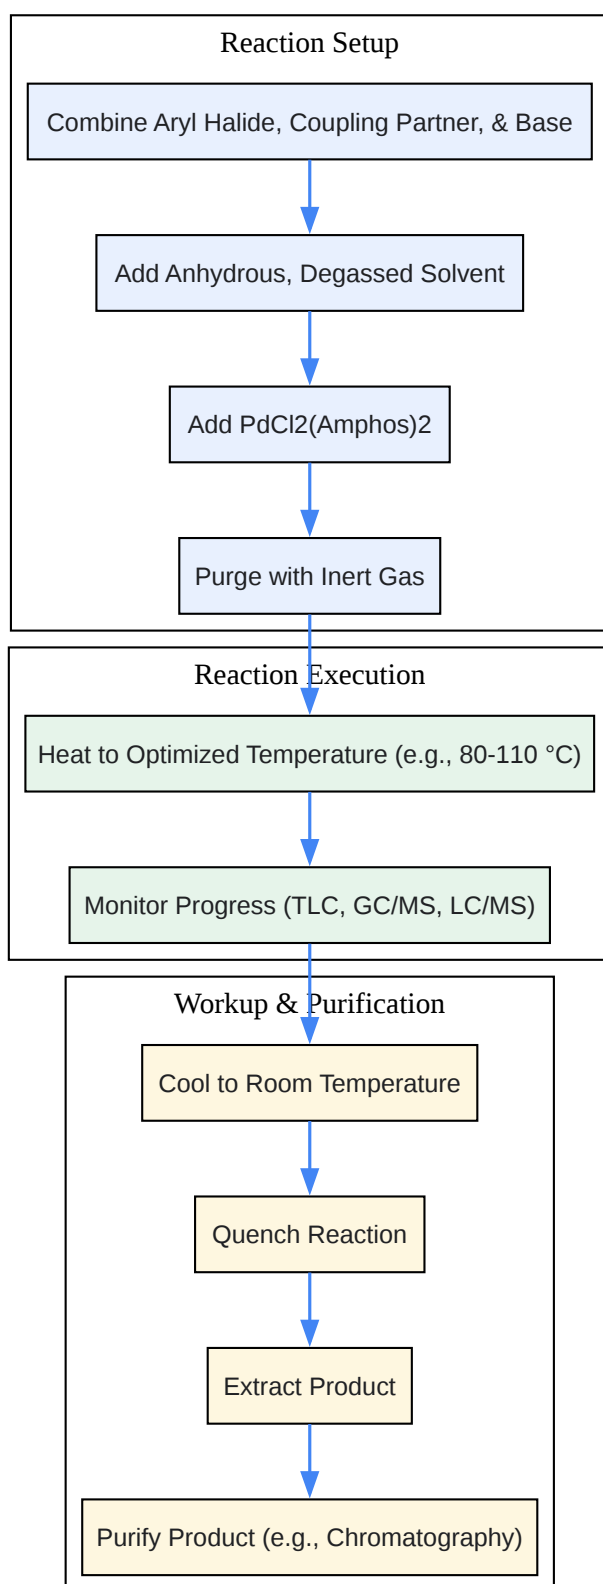 Reaction Setup
Combine Aryl Halide, Coupling Partner, & Base
Add Anhydrous, Degassed Solvent
Add PdCl2(Amphos)2
Purge with Inert Gas
Reaction Execution
Heat to Optimized Temperature (e.g., 80-110 °C)
Monitor Progress (TLC, GC/MS, LC/MS)
Workup & Purification
Cool to Room Temperature
Quench Reaction
Extract Product
Purify Product (e.g., Chromatography)